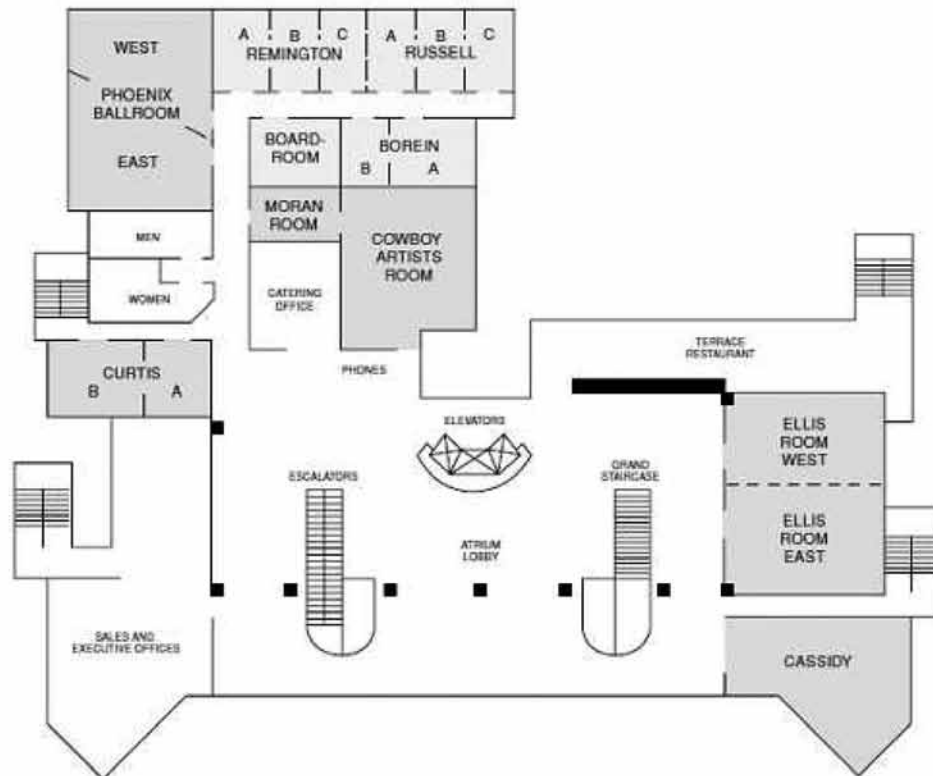 WEST
PHOENIX
BALLROOM
EAST
A B C
REMINGTON
A B C
RUSSELL
BOARD-
ROOM
BOREIN
B A
MORAN
ROOM
COWBOY
ARTISTS
ROOM
MEN
WOMEN
CATERING
OFFICE
PHONES
TERRACE
RESTAURANT
CURTIS
B A
ELEVATORS
ELLIS
ROOM
WEST
ESCALATORS
GRAND
STAIRCASE
ELLIS
ROOM
EAST
ATRIUM
LOBBY
SALES AND
EXECUTIVE OFFICES
CASSIDY